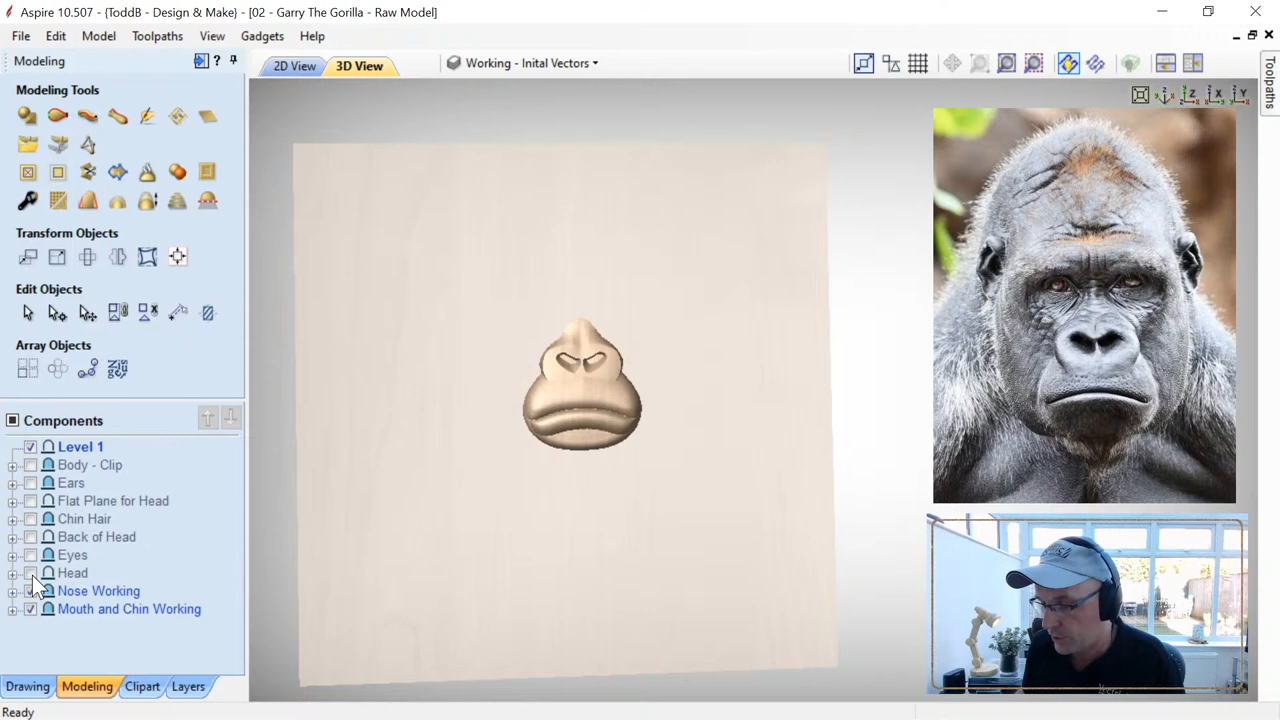 Aspire 10.507 - {ToddB - Design & Make} - [02 - Garry The Gorilla - Raw Model]
File Edit Model Toolpaths View Gadgets Help
Modeling ?
2D View 3D View Working - Inital Vectors
Toolpaths
Modeling Tools
Transform Objects
Edit Objects
Array Objects
Components
Level 1
Body - Clip
Ears
Flat Plane for Head
Chin Hair
Back of Head
Eyes
Head
Nose Working
Mouth and Chin Working
Drawing Modeling Clipart Layers
Ready